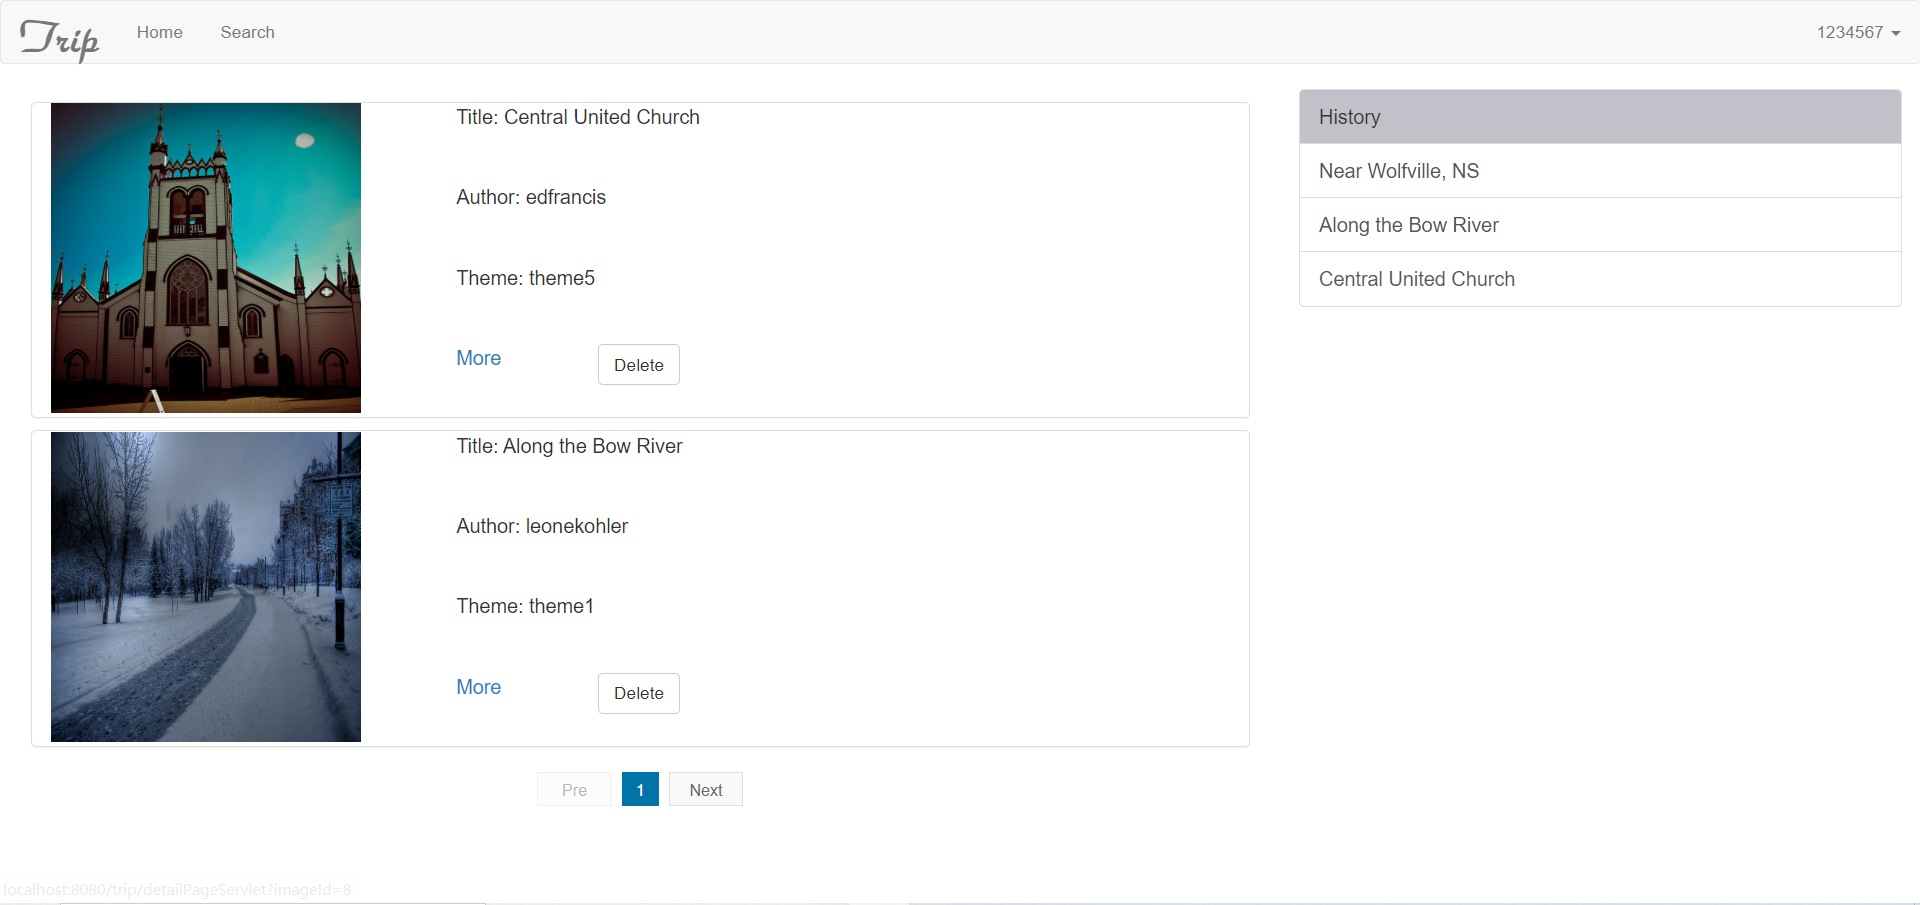 Trip
Home
Search
1234567
Title: Central United Church
Author: edfrancis
Theme: theme5
More
Delete
Title: Along the Bow River
Author: leonekohler
Theme: theme1
More
Delete
Pre
1
Next
History
Near Wolfville, NS
Along the Bow River
Central United Church
localhost:8080/trip/detailPageServlet?imageId=8